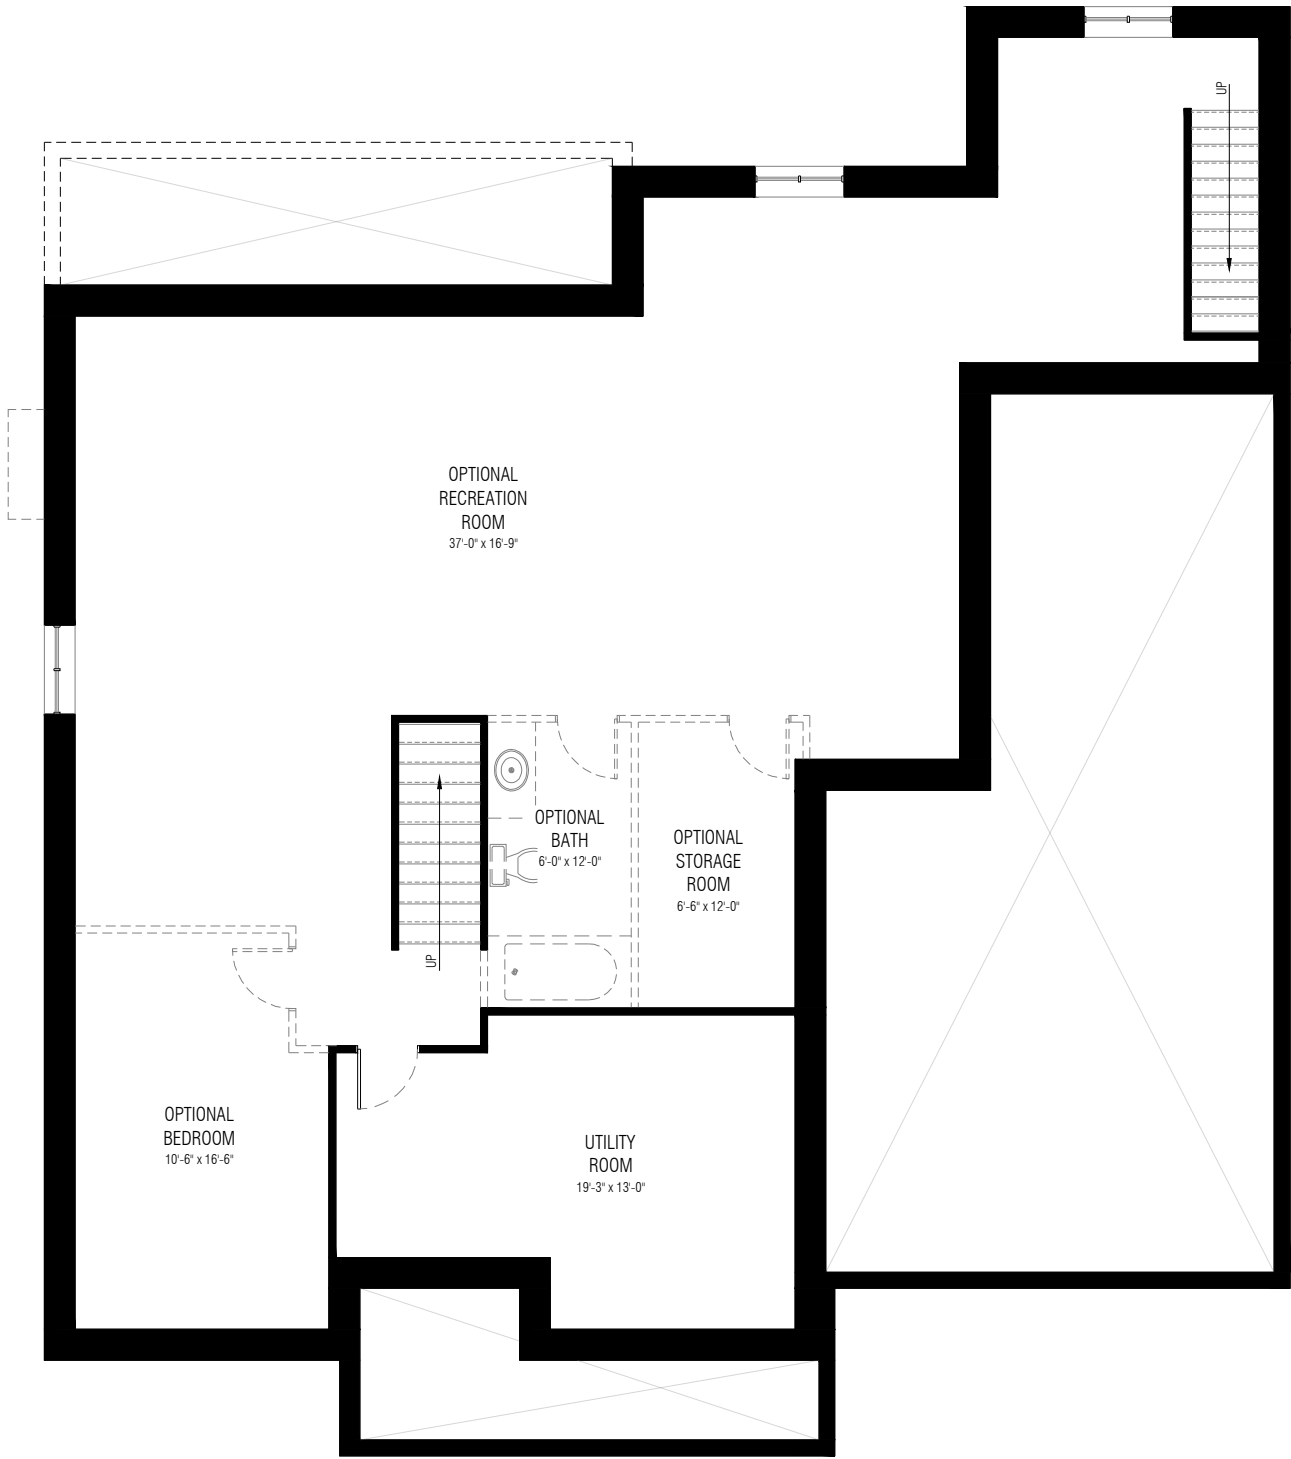 UP
OPTIONAL
RECREATION
ROOM
37'-0" x 16'-9"
OPTIONAL
BATH
6'-0" x 12'-0"
OPTIONAL
STORAGE
ROOM
6'-6" x 12'-0"
UP
OPTIONAL
BEDROOM
10'-6" x 16'-6"
UTILITY
ROOM
19'-3" x 13'-0"